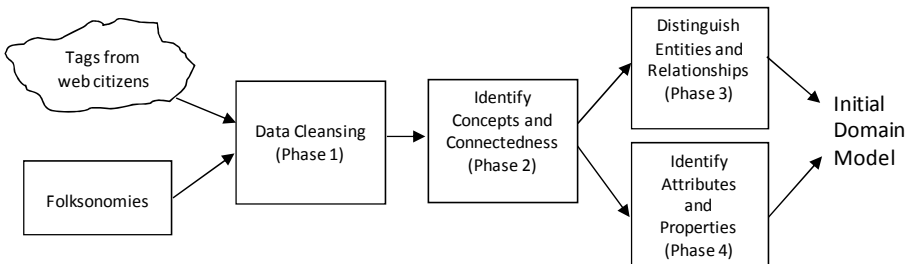 Tags from
web citizens
Folksonomies
Data Cleansing
(Phase 1)
Identify
Concepts and
Connectedness
(Phase 2)
Distinguish
Entities and
Relationships
(Phase 3)
Identify
Attributes
and
Properties
(Phase 4)
Initial
Domain
Model